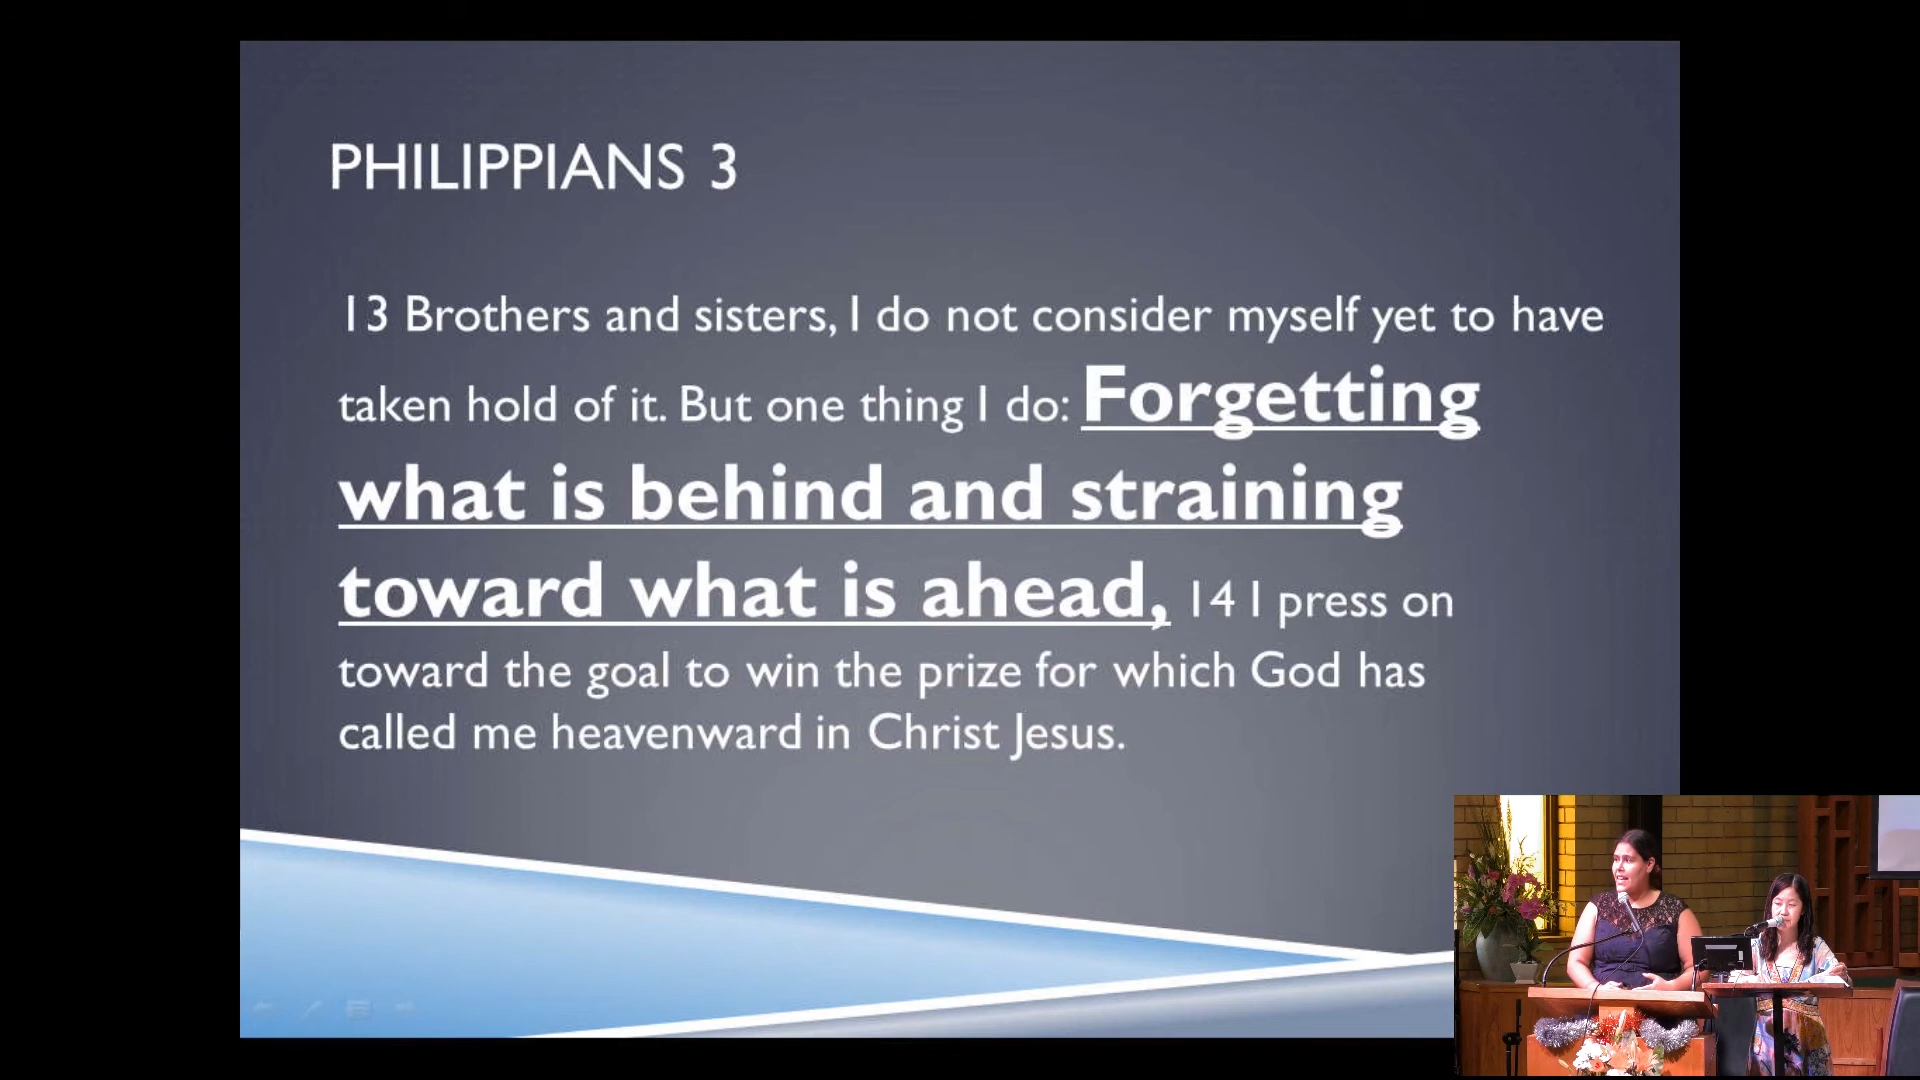 PHILIPPIANS 3
13 Brothers and sisters, I do not consider myself yet to have
taken hold of it. But one thing I do: Forgetting
what is behind and straining
toward what is ahead, 14 I press on
toward the goal to win the prize for which God has
called me heavenward in Christ Jesus.